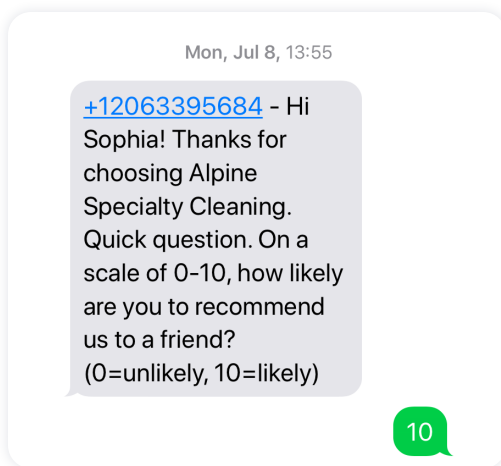 Mon, Jul 8, 13:55
+12063395684 - Hi
Sophia! Thanks for
choosing Alpine
Specialty Cleaning.
Quick question. On a
scale of 0-10, how likely
are you to recommend
us to a friend?
(0=unlikely, 10=likely)
10